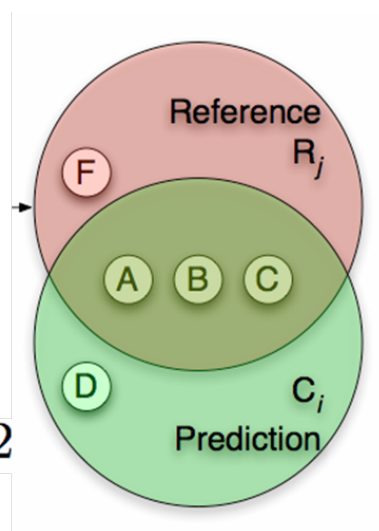 Reference
R_j
F
A B C
D
C_i
2
Prediction